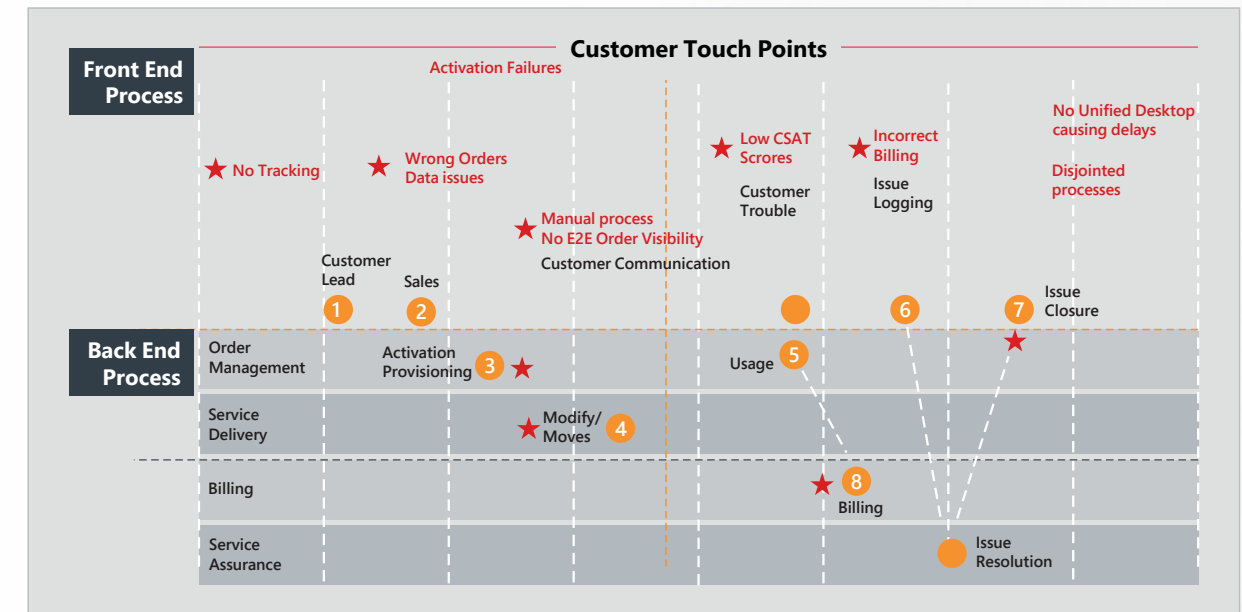 Customer Touch Points
Front End
Process
Activation Failures
No Tracking
Wrong Orders
Data issues
Manual process
No E2E Order Visibility
Customer Communication
Low CSAT
Scrores
Customer
Trouble
Incorrect
Billing
Issue
Logging
No Unified Desktop
causing delays
Disjointed
processes
Customer
Lead
Sales
1
2
6
7
Issue
Closure
Back End
Process
Order
Management
Activation
Provisioning
3
Usage
5
Service
Delivery
Modify/
Moves
4
Billing
8
Billing
Service
Assurance
Issue
Resolution